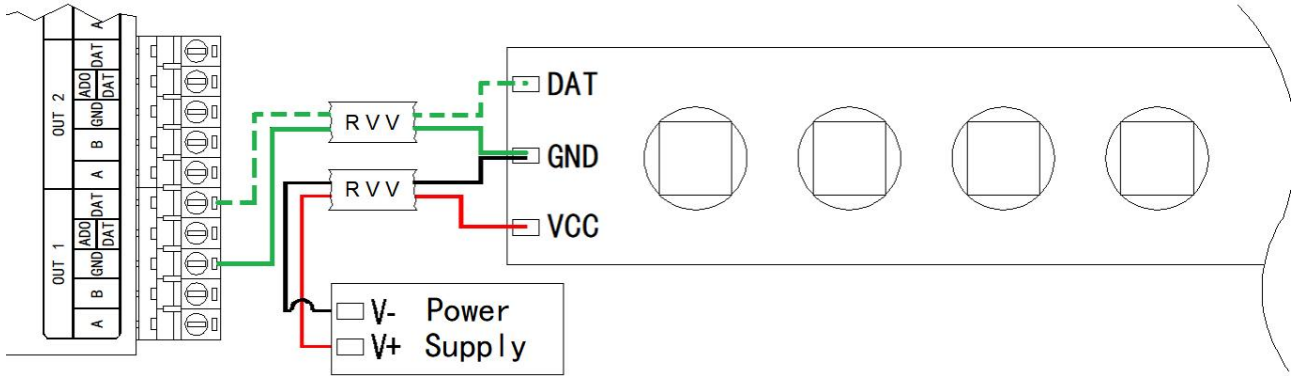 A
OUT 2
DAT
ADO
DAT
GND
B
A
OUT 1
DAT
ADO
DAT
GND
B
A
RVV
RVV
DAT
GND
VCC
V- Power
V+ Supply